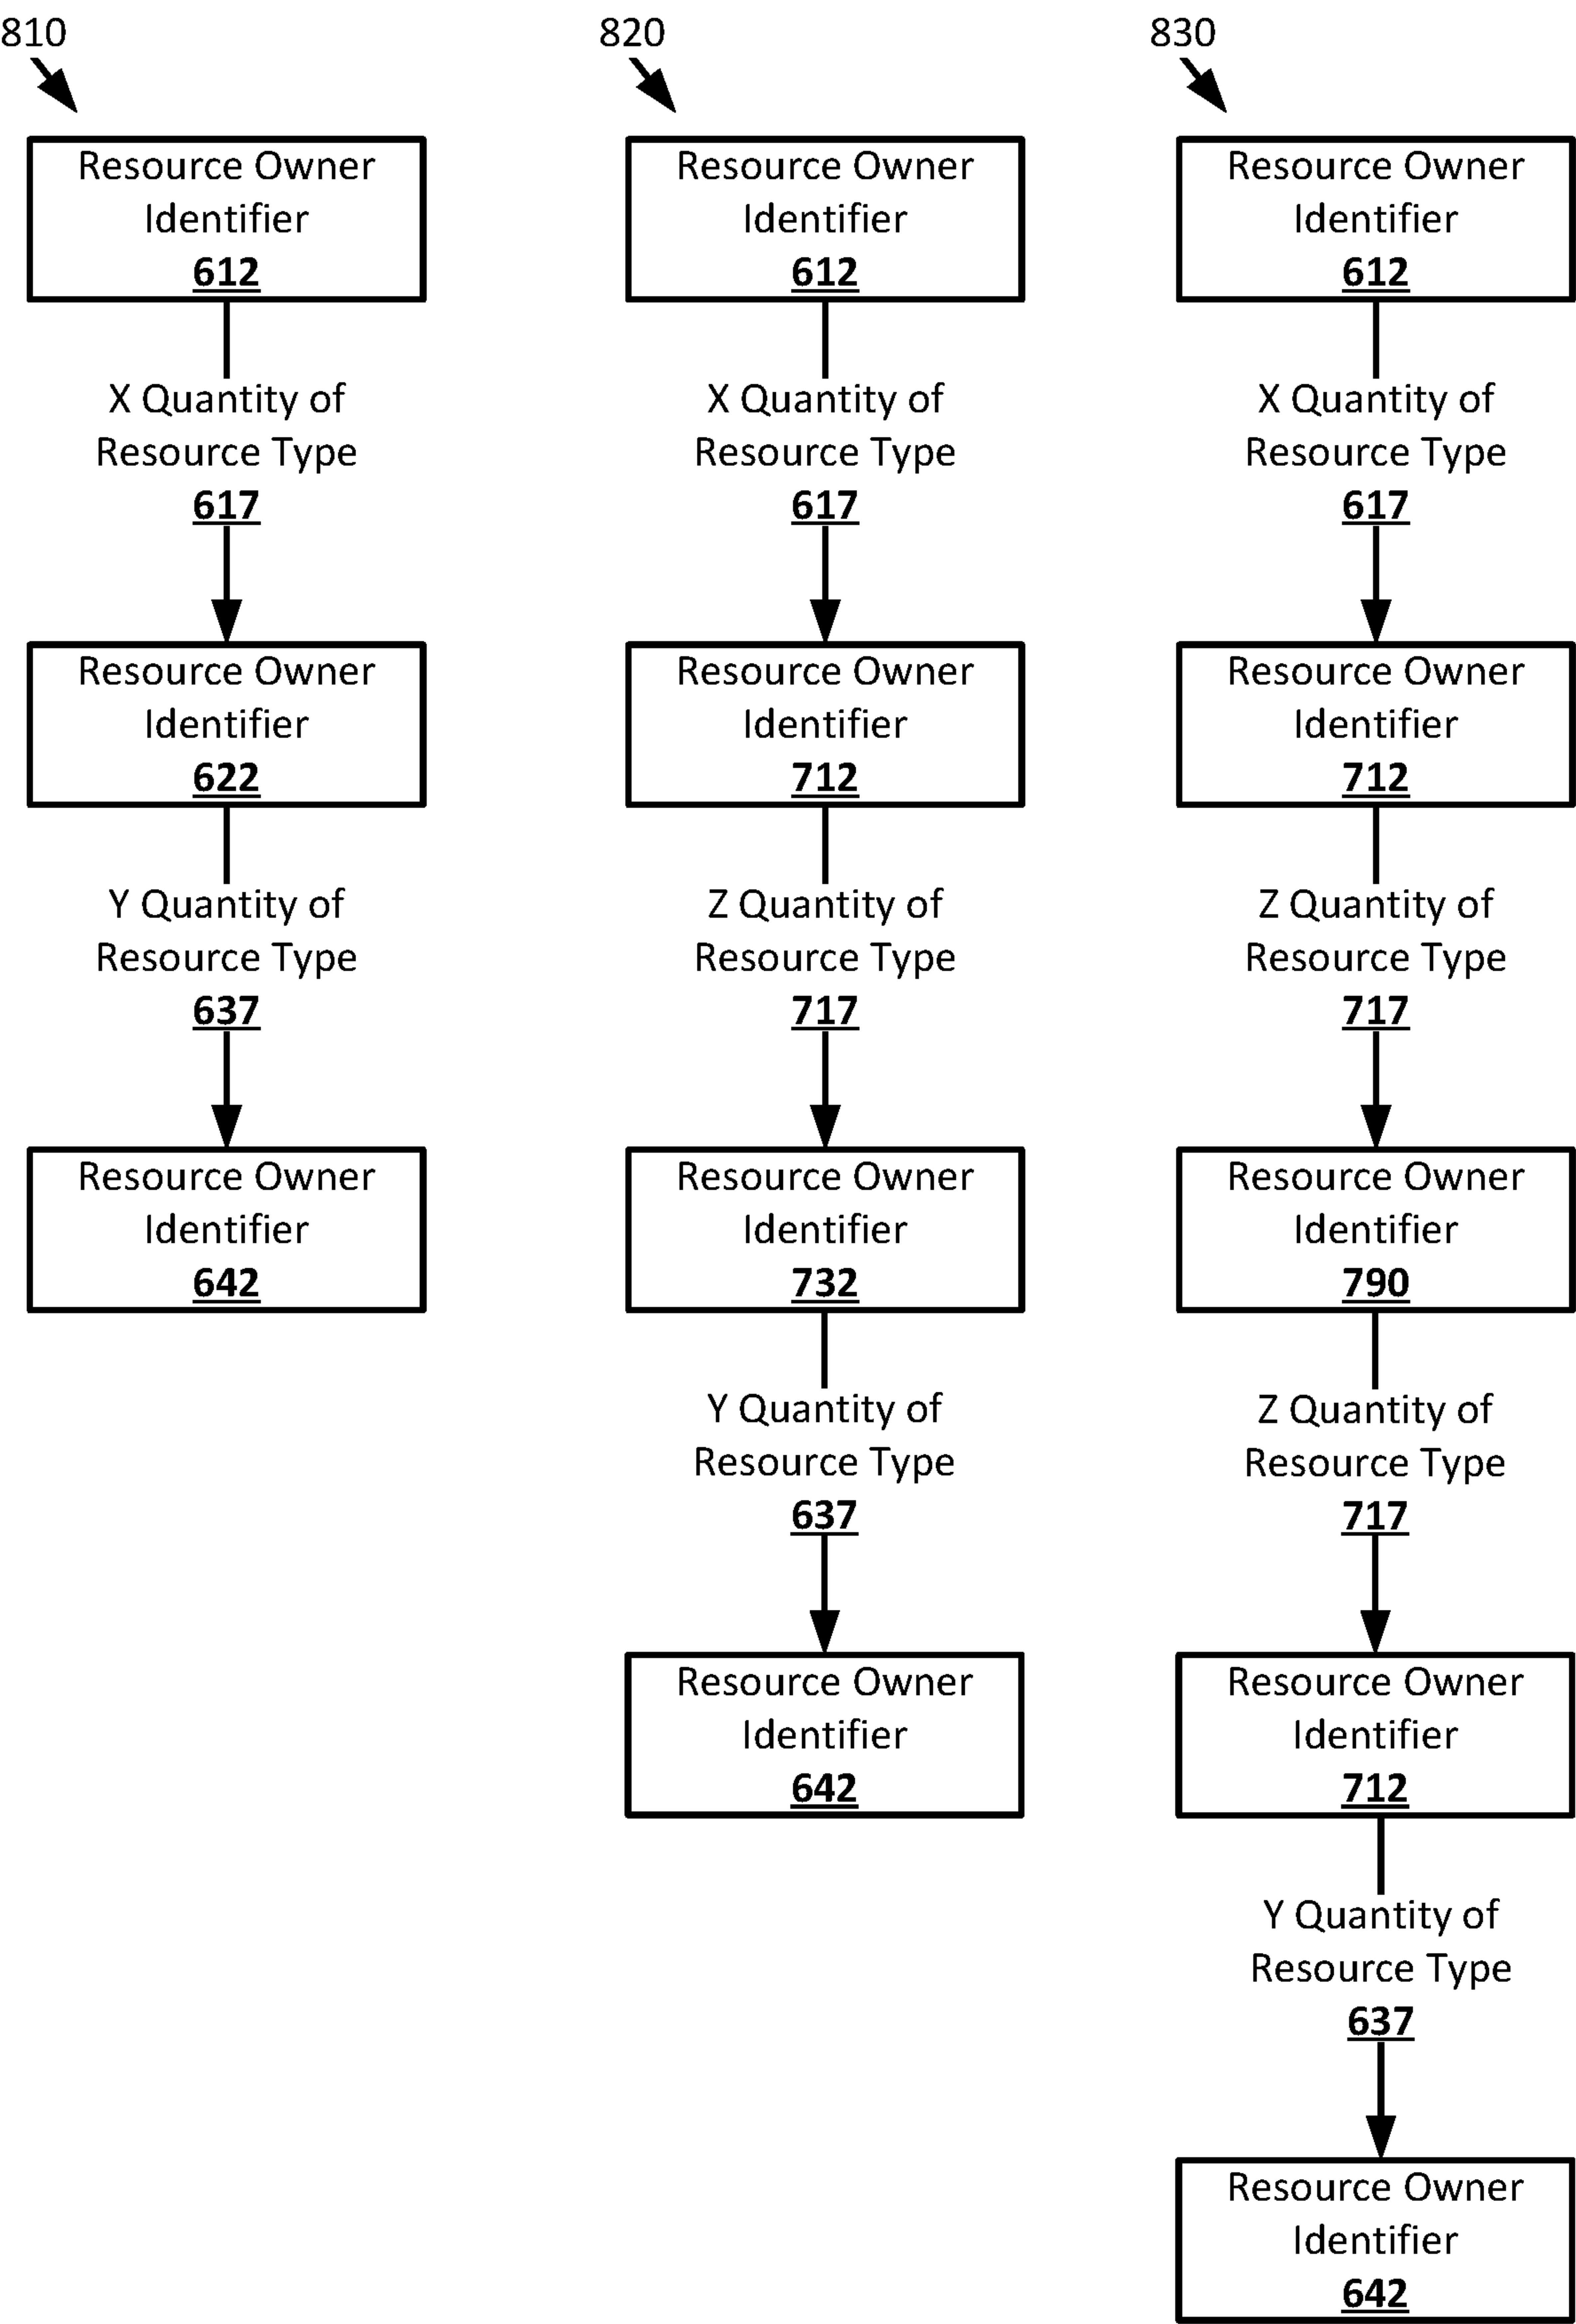 810
Resource Owner
Identifier
612
X Quantity of
Resource Type
617
Resource Owner
Identifier
622
Y Quantity of
Resource Type
637
Resource Owner
Identifier
642
820
Resource Owner
Identifier
612
X Quantity of
Resource Type
617
Resource Owner
Identifier
712
Z Quantity of
Resource Type
717
Resource Owner
Identifier
732
Y Quantity of
Resource Type
637
Resource Owner
Identifier
642
830
Resource Owner
Identifier
612
X Quantity of
Resource Type
617
Resource Owner
Identifier
712
Z Quantity of
Resource Type
717
Resource Owner
Identifier
790
Z Quantity of
Resource Type
717
Resource Owner
Identifier
712
Y Quantity of
Resource Type
637
Resource Owner
Identifier
642